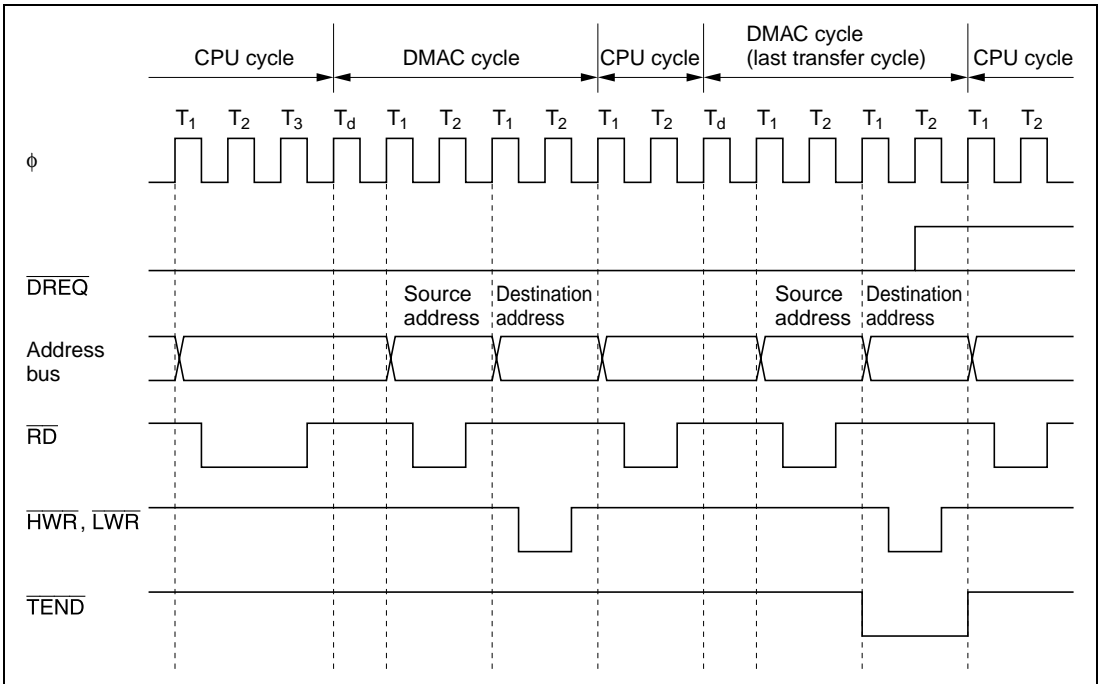 CPU cycle DMAC cycle CPU cycle DMAC cycle (last transfer cycle) CPU cycle
T1 T2 T3 Td T1 T2 T1 T2 T1 T2 Td T1 T2 T1 T2 T1 T2
ϕ
DREQ
Source address Destination address Source address Destination address
Address bus
RD
HWR, LWR
TEND